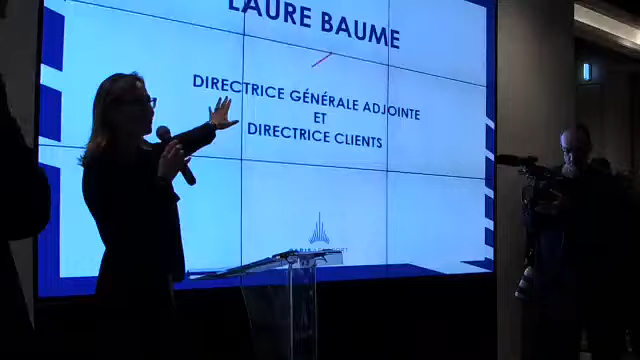 LAURE BAUME
DIRECTRICE GÉNÉRALE ADJOINTE
ET
DIRECTRICE CLIENTS